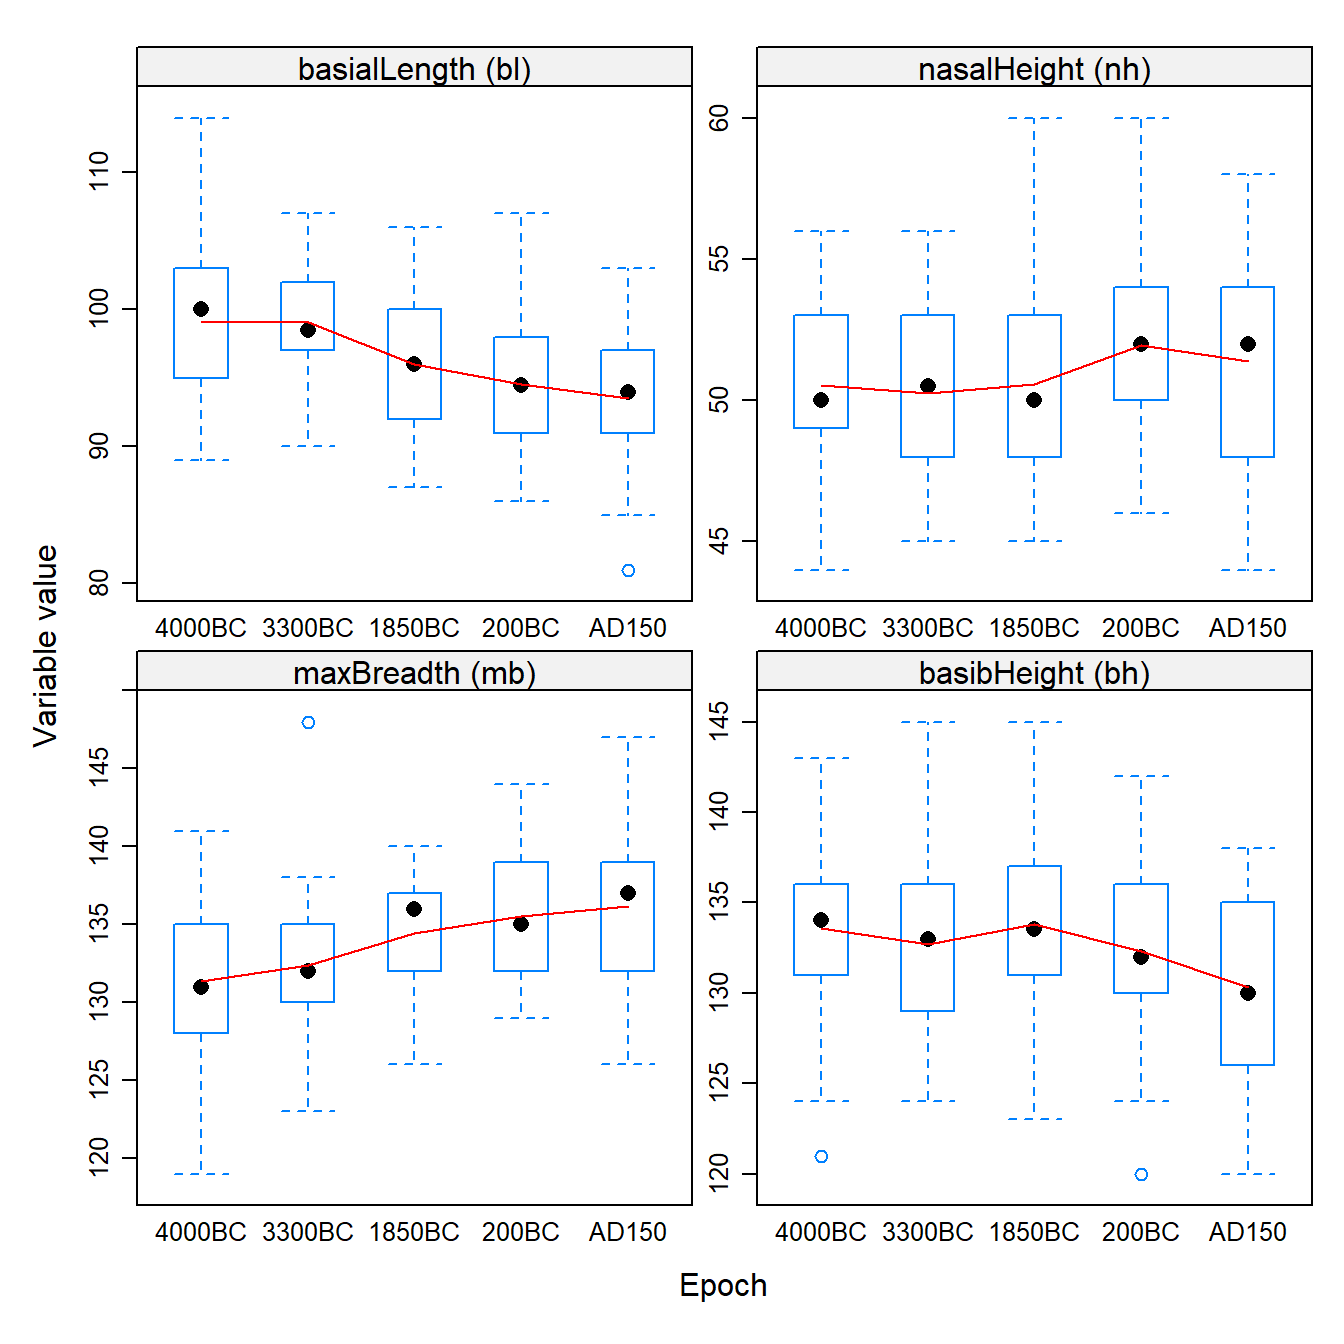 basialLength (bl)
110
100
90
80
4000BC 3300BC 1850BC 200BC AD150
nasalHeight (nh)
60
55
50
45
4000BC 3300BC 1850BC 200BC AD150
Variable value
maxBreadth (mb)
145
140
135
130
125
120
4000BC 3300BC 1850BC 200BC AD150
basibHeight (bh)
145
140
135
130
125
120
4000BC 3300BC 1850BC 200BC AD150
Epoch